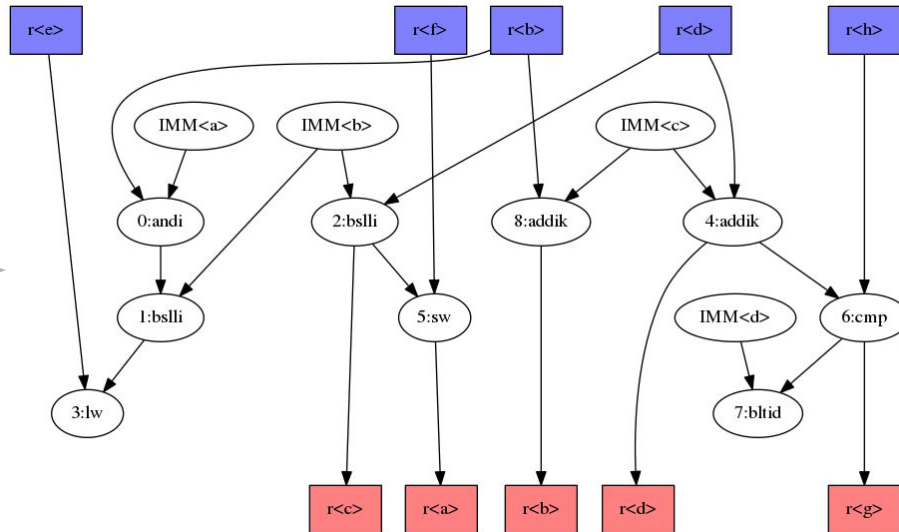 r<e>
r<f>
r<b>
r<d>
r<h>
IMM<a>
IMM<b>
IMM<c>
0:andi
2:bslli
8:addik
4:addik
1:bslli
5:sw
IMM<d>
6:cmp
3:lw
7:bltid
r<c>
r<a>
r<b>
r<d>
r<g>